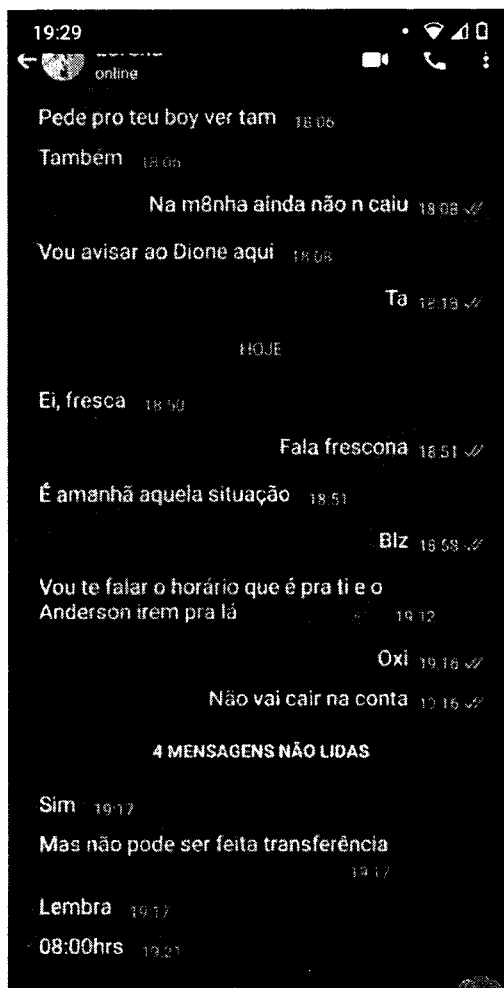 19:29
online
Pede pro teu boy ver tam 18:06
Também 18:06
Na m8nha ainda não n caiu 18:08
Vou avisar ao Dione aqui 18:08
Ta 18:18
HOJE
Ei, fresca 18:50
Fala frescona 18:51
É amanhã aquela situação 18:51
Blz 18:58
Vou te falar o horário que é pra ti e o
Anderson irem pra lá 19:12
Oxi 19:16
Não vai cair na conta 19:16
4 MENSAGENS NÃO LIDAS
Sim 19:17
Mas não pode ser feita transferência
19:17
Lembra 19:17
08:00hrs 19:21